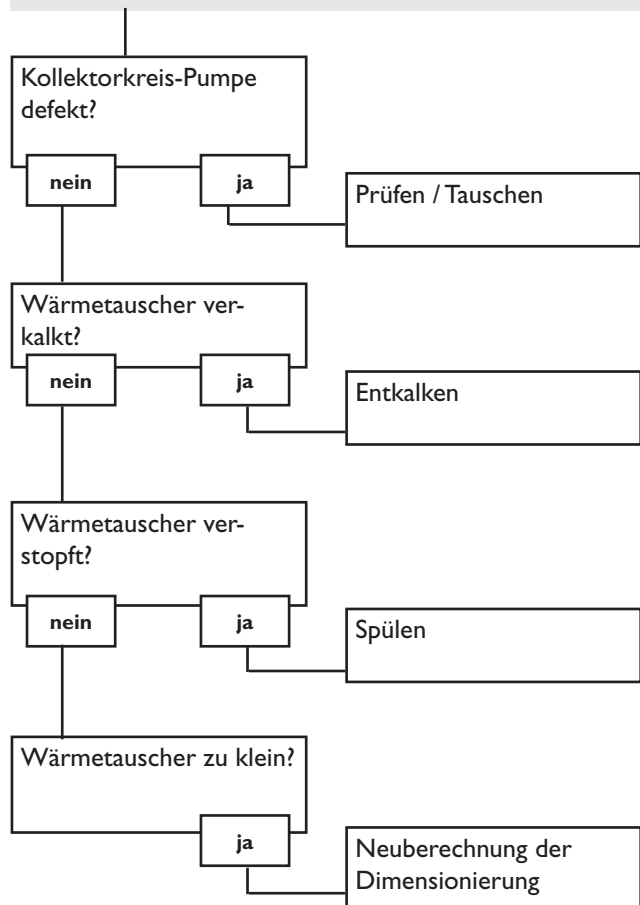 Kollektorkreis-Pumpe
defekt?
nein
ja
Prüfen / Tauschen
Wärmetauscher ver-
kalkt?
nein
ja
Entkalken
Wärmetauscher ver-
stopft?
nein
ja
Spülen
Wärmetauscher zu klein?
ja
Neuberechnung der
Dimensionierung